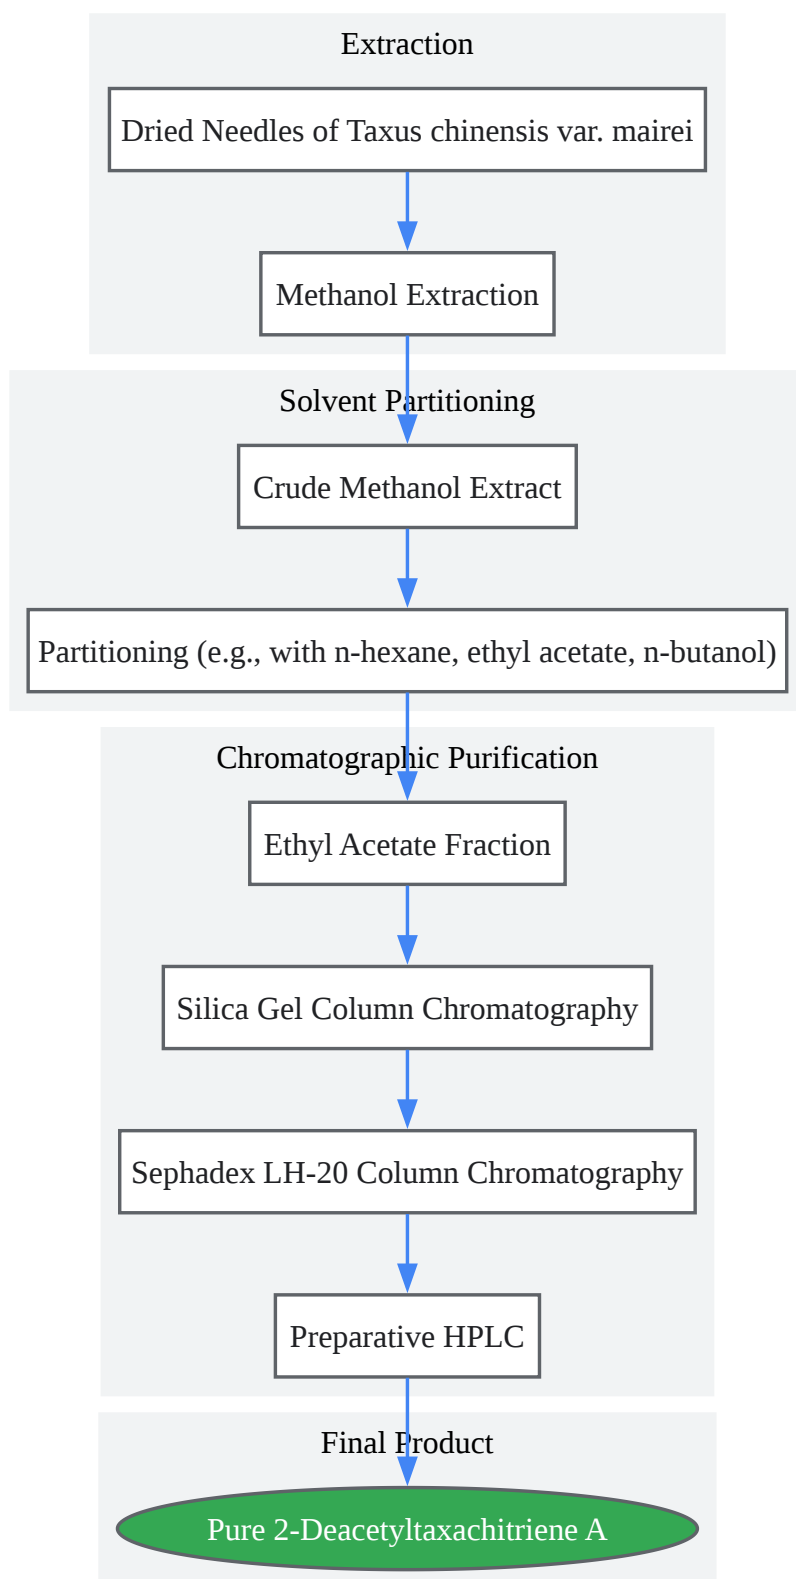 Extraction
Dried Needles of Taxus chinensis var. mairei
Methanol Extraction
Solvent Partitioning
Crude Methanol Extract
Partitioning (e.g., with n-hexane, ethyl acetate, n-butanol)
Chromatographic Purification
Ethyl Acetate Fraction
Silica Gel Column Chromatography
Sephadex LH-20 Column Chromatography
Preparative HPLC
Final Product
Pure 2-Deacetyltaxachitriene A